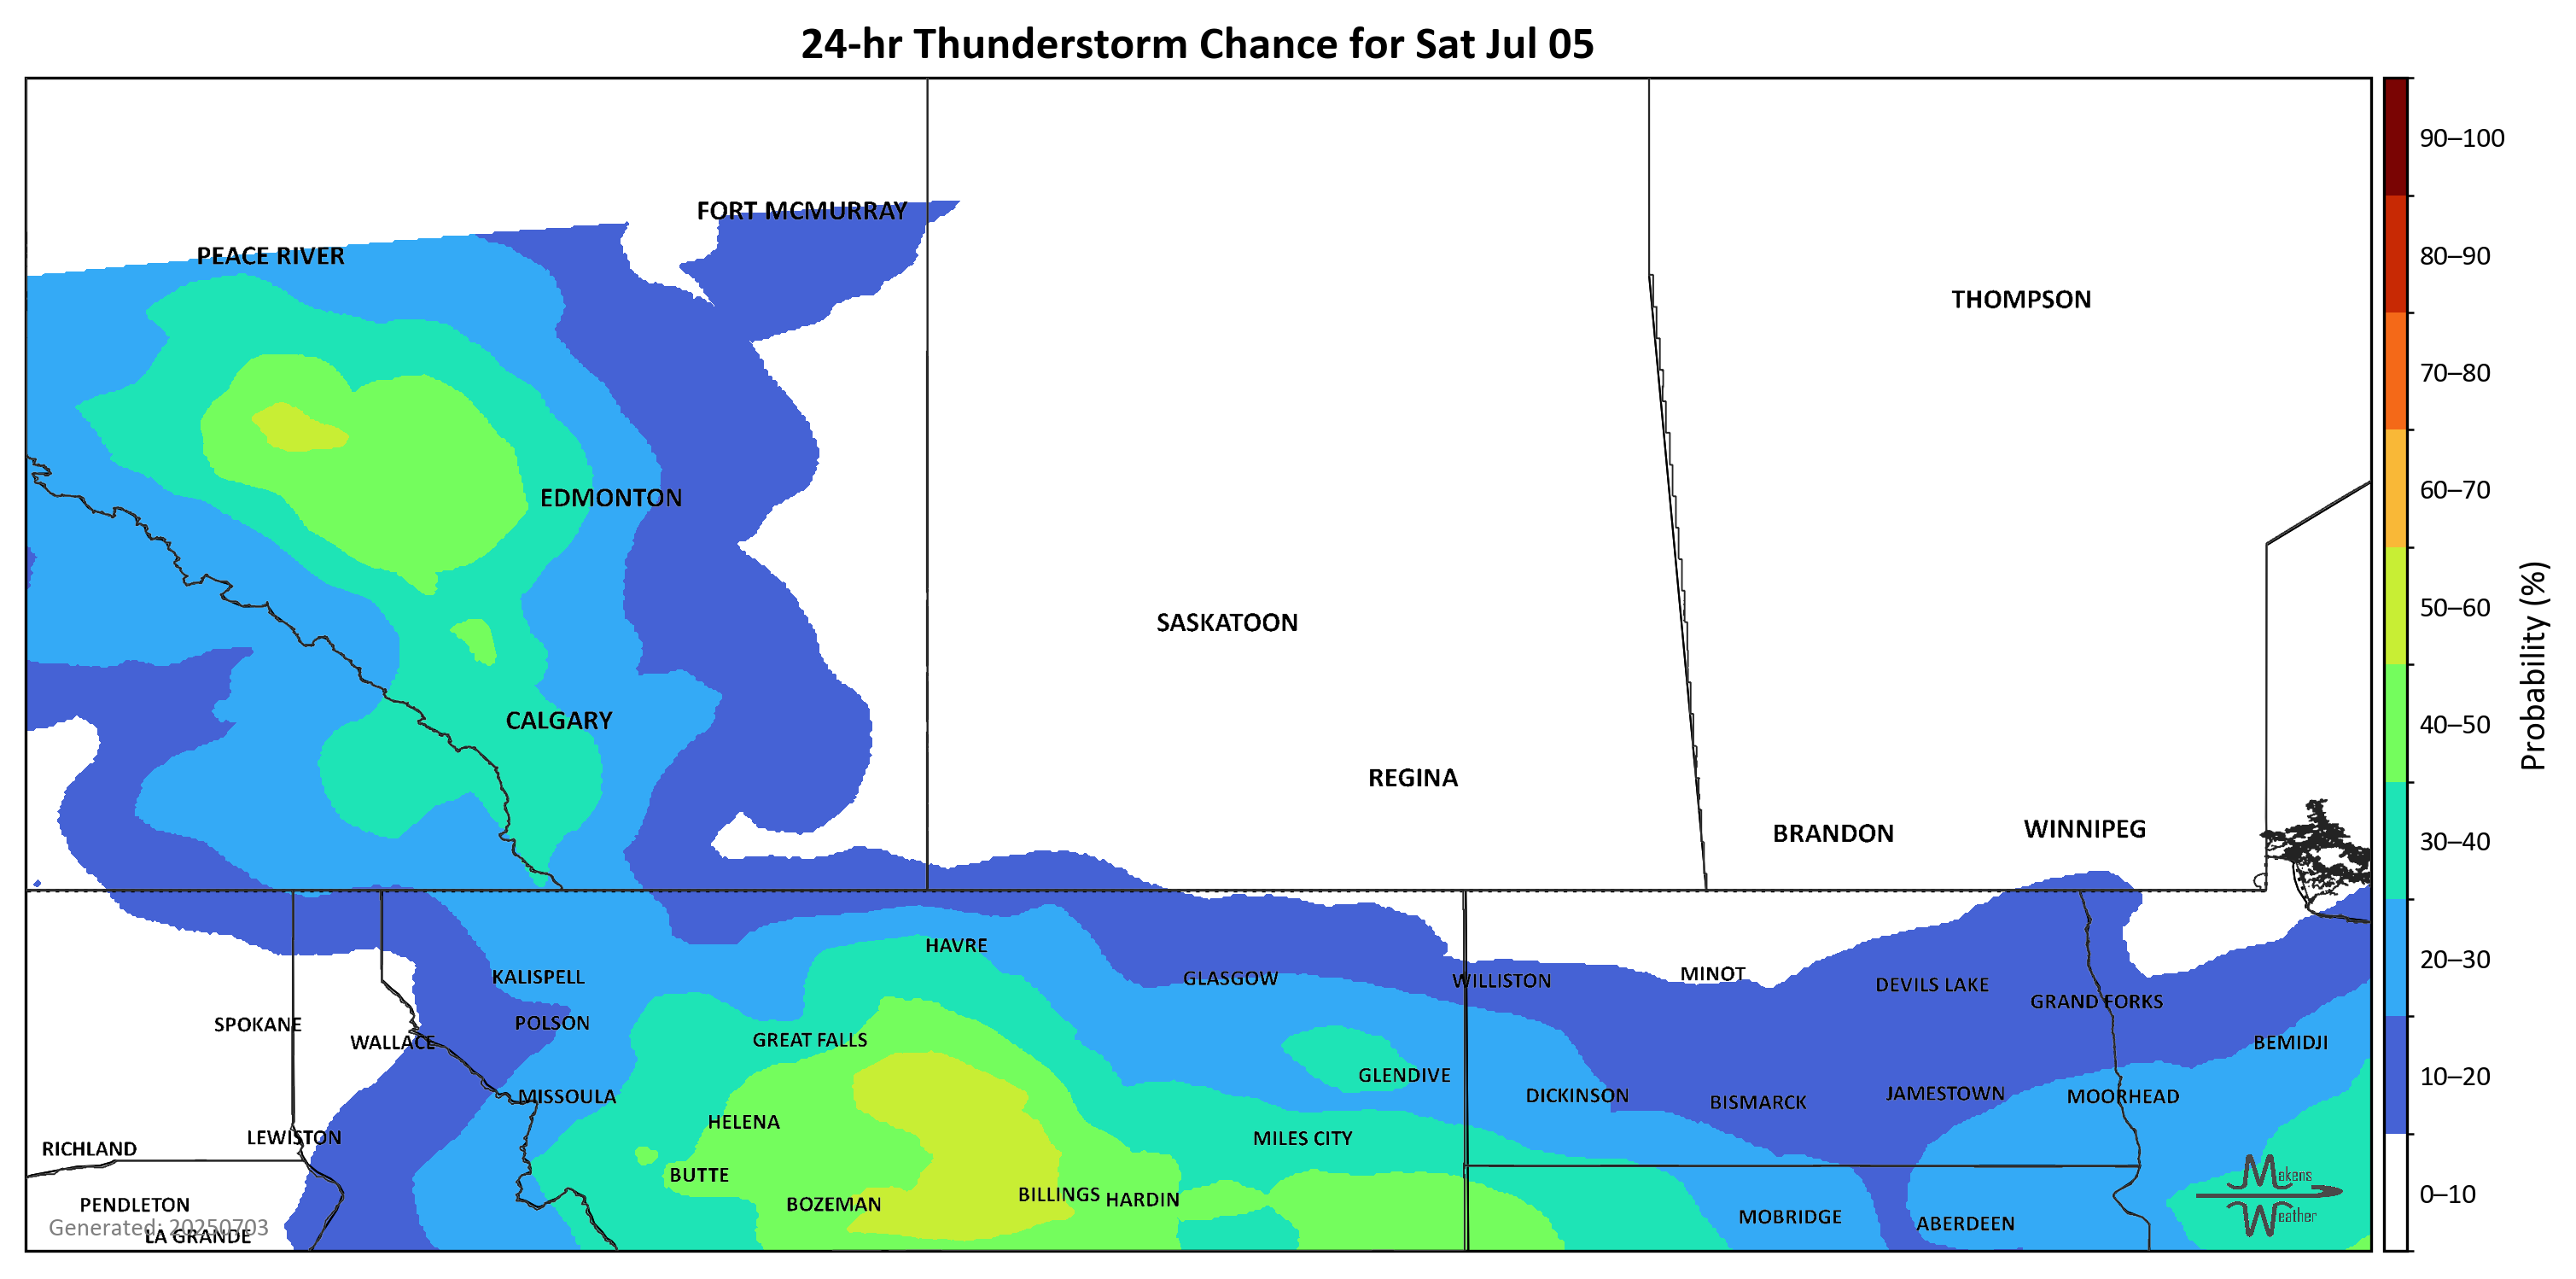 24-hr Thunderstorm Chance for Sat Jul 05
90–100
FORT MCMURRAY
PEACE RIVER
80–90
THOMPSON
70–80
60–70
EDMONTON
50–60
SASKATOON
Probability (%)
CALGARY
40–50
REGINA
WINNIPEG
BRANDON
30–40
HAVRE
20–30
MINOT
KALISPELL
GLASGOW
WILLISTON
DEVILS LAKE
GRAND FORKS
SPOKANE
POLSON
GREAT FALLS
WALLACE
BEMIDJI
GLENDIVE
10–20
MISSOULA
DICKINSON
JAMESTOWN
MOORHEAD
BISMARCK
HELENA
LEWISTON
MILES CITY
RICHLAND
BUTTE
Makens
Weather
BILLINGS
HARDIN
0–10
PENDLETON
BOZEMAN
MOBRIDGE
ABERDEEN
Generated: 20250703
LA GRANDE